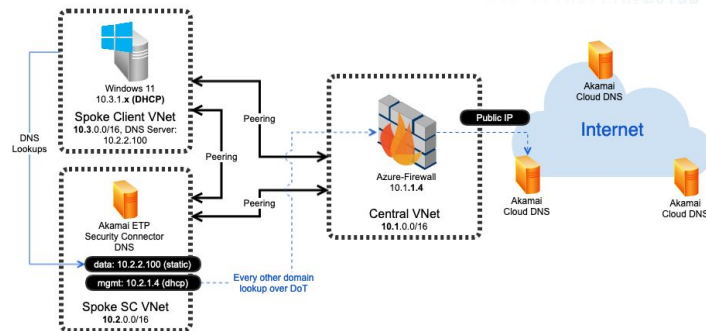 Windows 11
10.3.1.x (DHCP)
Spoke Client VNet
10.3.0.0/16, DNS Server:
10.2.2.100
DNS
Lookups
Peering
Peering
Peering
Akamai ETP
Security Connector
DNS
data: 10.2.2.100 (static)
mgmt: 10.2.1.4 (dhcp)
Spoke SC VNet
10.2.0.0/16
Every other domain
lookup over DoT
Azure-Firewall
10.1.1.4
Central VNet
10.1.0.0/16
Public IP
Akamai
Cloud DNS
Internet
Akamai
Cloud DNS
Akamai
Cloud DNS